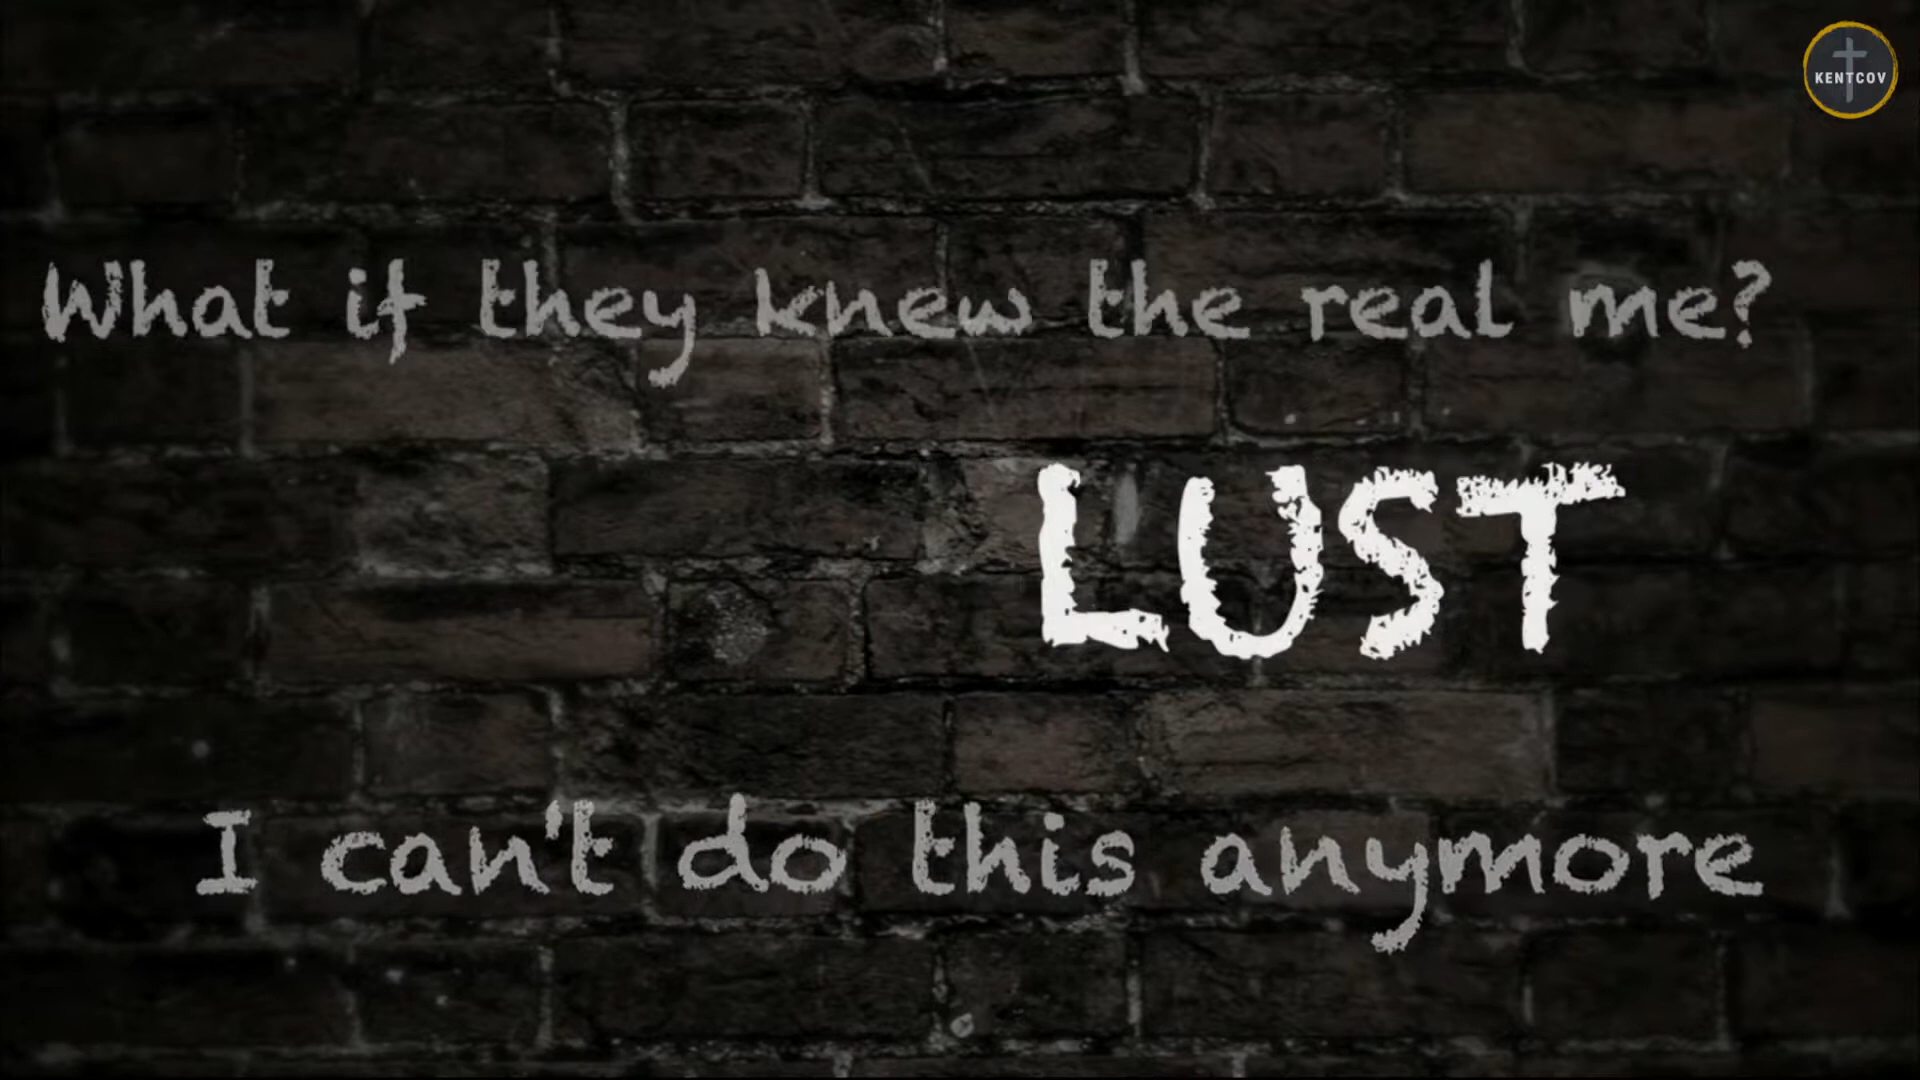 KENTCOV
What if they knew the real me?
LUST
I can't do this anymore